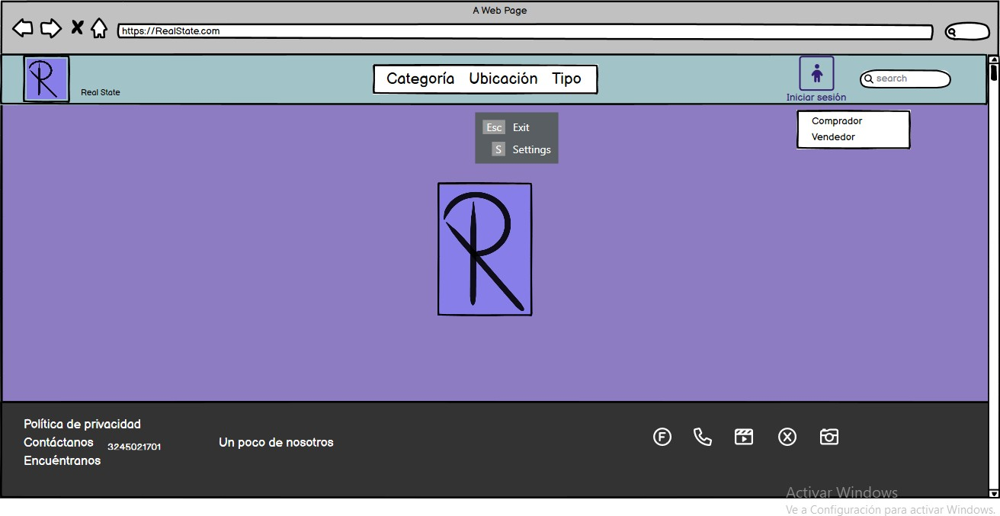 A Web Page
https://RealState.com
R
Real State
Categoría Ubicación Tipo
Iniciar sesión
search
Comprador
Vendedor
Esc Exit
S Settings
R
Política de privacidad
Contáctanos 3245021701
Encuéntranos
Un poco de nosotros
F
X
Activar Windows
Ve a Configuración para activar Windows.